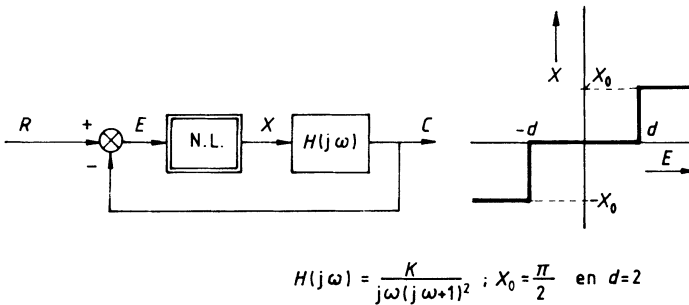 R + E N.L. X H(jω) C
−
X X₀
-d d
E
-X₀
H(jω) = K / jω(jω+1)² ; X₀ = π/2 en d=2